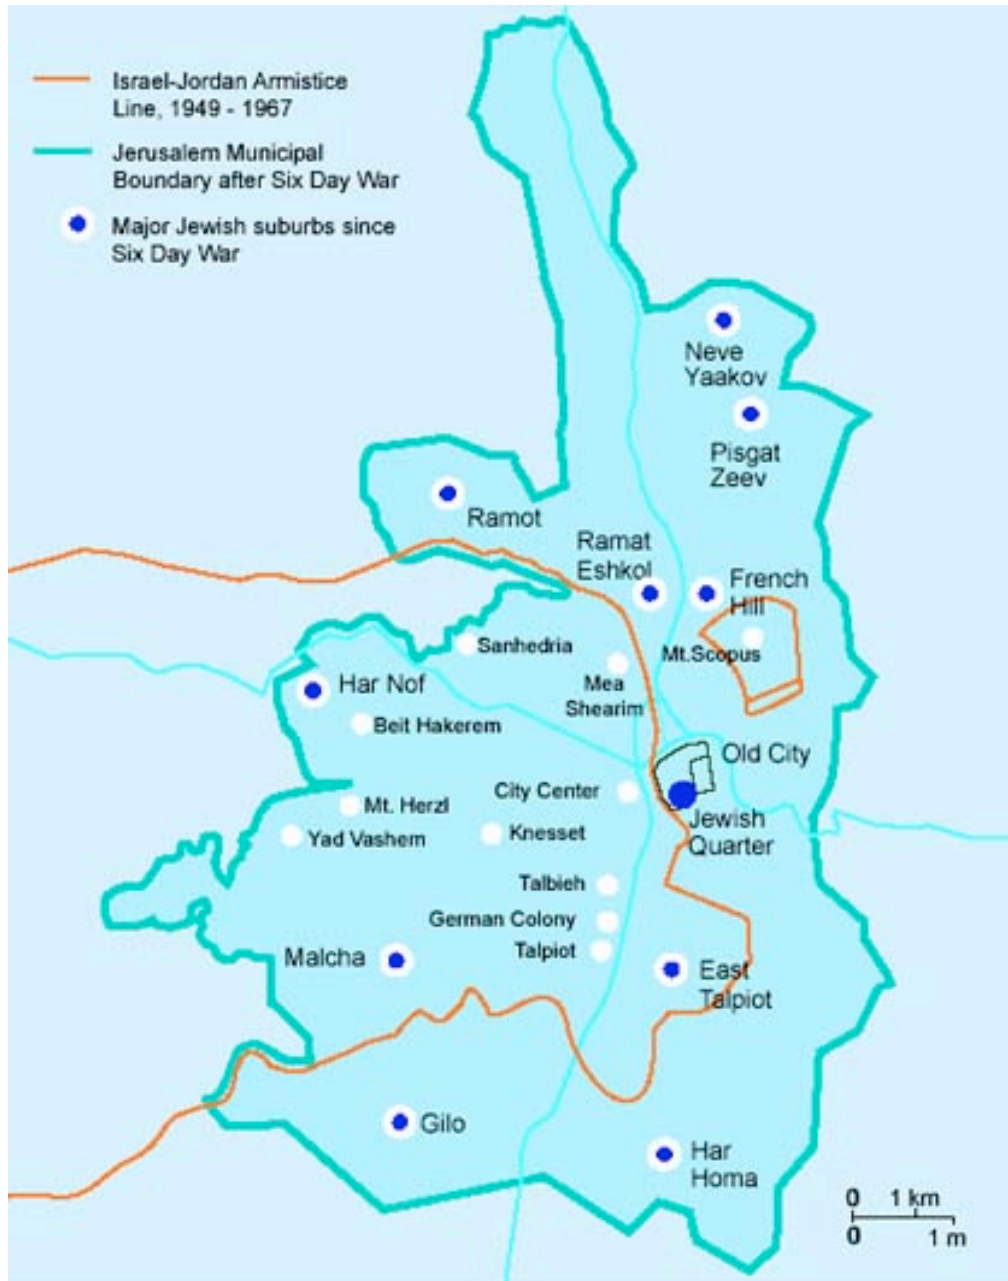 Israel-Jordan Armistice
Line, 1949 - 1967
Jerusalem Municipal
Boundary after Six Day War
Major Jewish suburbs since
Six Day War
Neve
Yaakov
Pisgat
Zeev
Ramot
Ramat
Eshkol
French
Hill
Sanhedria
Mt.Scopus
Mea
Shearim
Har Nof
Beit Hakerem
Old City
City Center
Mt. Herzl
Jewish
Quarter
Yad Vashem
Knesset
Talbieh
German Colony
Talpiot
Malcha
East
Talpiot
Gilo
Har
Homa
0 1 km
0 1 m